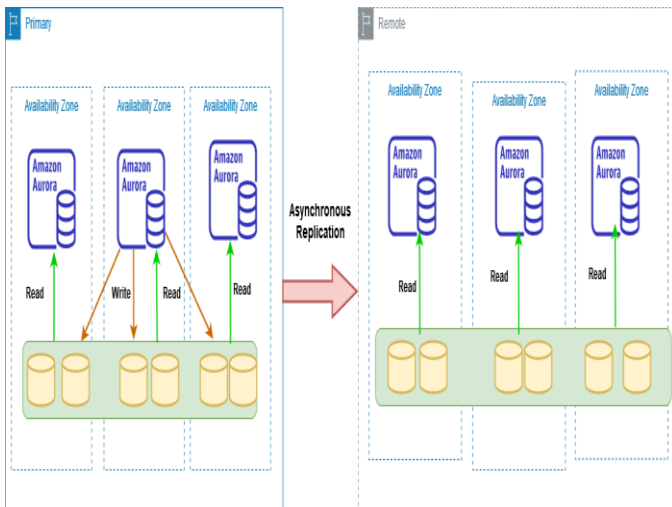 Primary
Remote
Availability Zone
Availability Zone
Availability Zone
Availability Zone
Availability Zone
Availability Zone
Amazon
Aurora
Amazon
Aurora
Amazon
Aurora
Amazon
Aurora
Amazon
Aurora
Amazon
Aurora
Asynchronous
Replication
Read
Write
Read
Read
Read
Read
Read